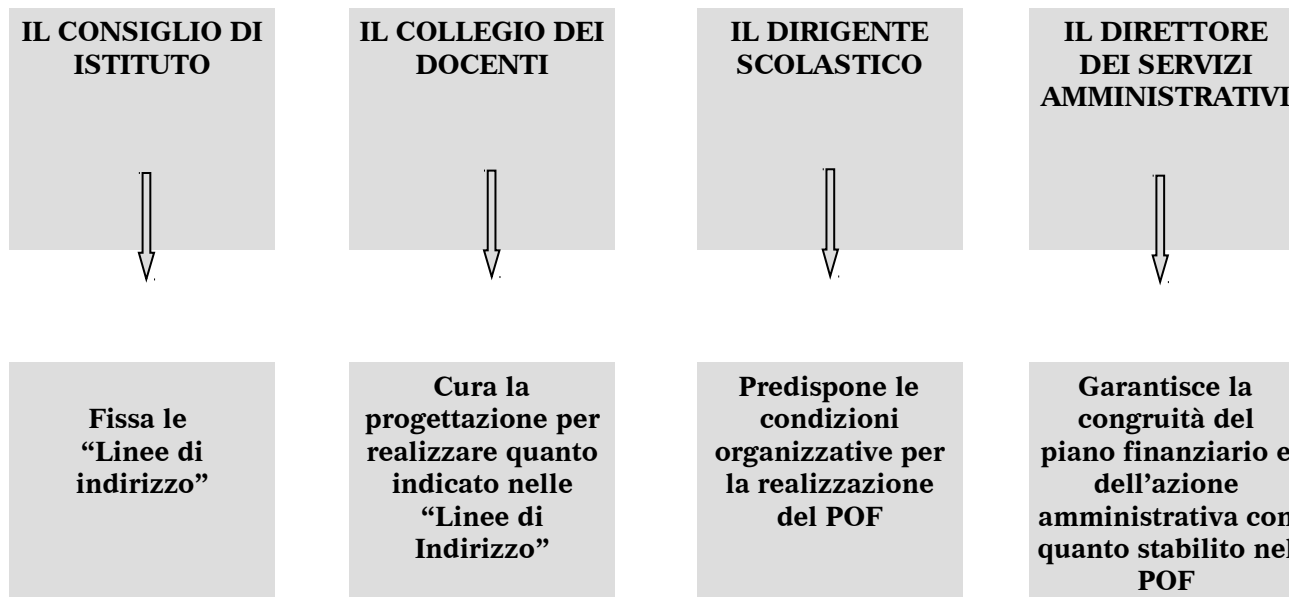 IL CONSIGLIO DI
ISTITUTO
IL COLLEGIO DEI
DOCENTI
IL DIRIGENTE
SCOLASTICO
IL DIRETTORE
DEI SERVIZI
AMMINISTRATIVI
Fissa le
“Linee di
indirizzo”
Cura la
progettazione per
realizzare quanto
indicato nelle
“Linee di
Indirizzo”
Predispone le
condizioni
organizzative per
la realizzazione
del POF
Garantisce la
congruità del
piano finanziario e
dell’azione
amministrativa con
quanto stabilito nel
POF